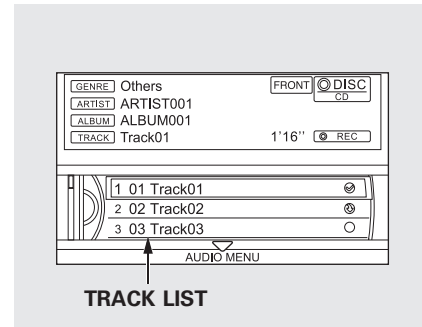 GENRE Others FRONT DISC
CD
ARTIST ARTIST001
ALBUM ALBUM001
TRACK Track01 1'16'' REC
1 01 Track01
2 02 Track02
3 03 Track03
AUDIO MENU
TRACK LIST